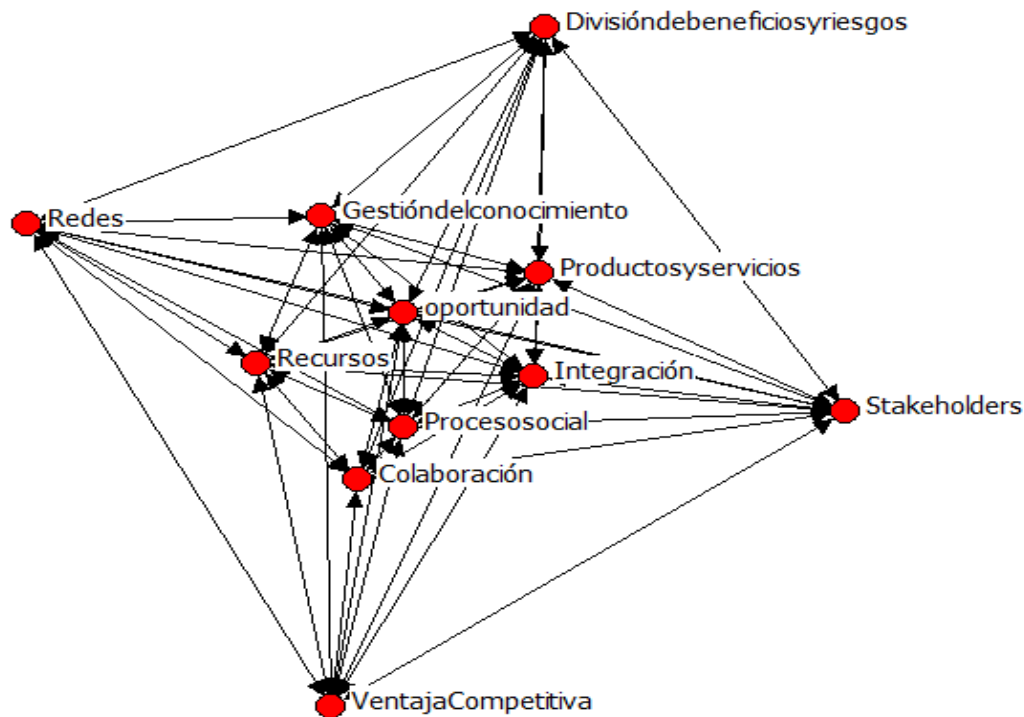 Divisióndebeneficiosyriesgos
Gestióndelconocimiento
Redes
Productosyservicios
oportunidad
Recursos
Integración
Stakeholders
Procesosocial
Colaboración
VentajaCompetitiva